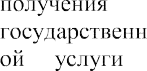 получения
государственн
ой услуги